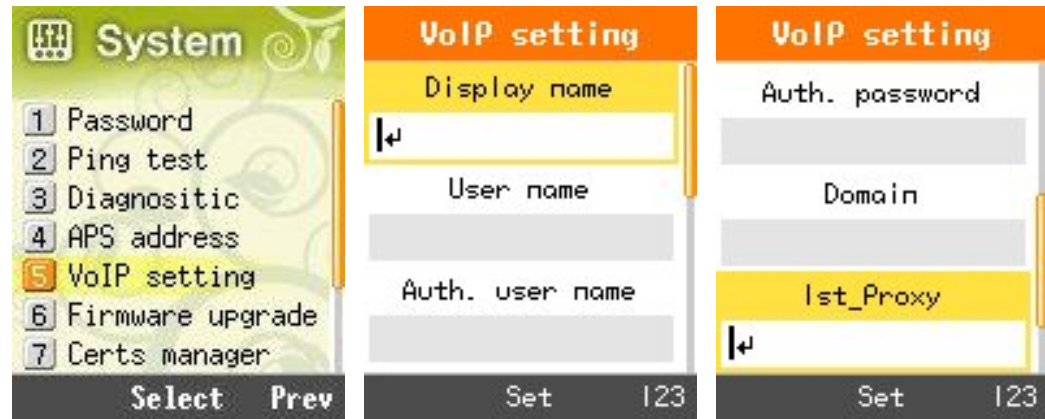 System
1 Password
2 Ping test
3 Diagnositic
4 APS address
5 VoIP setting
6 Firmware upgrade
7 Certs manager
Select Prev
VoIP setting
Display name
User name
Auth. user name
Set 123
VoIP setting
Auth. password
Domain
1st_Proxy
Set 123